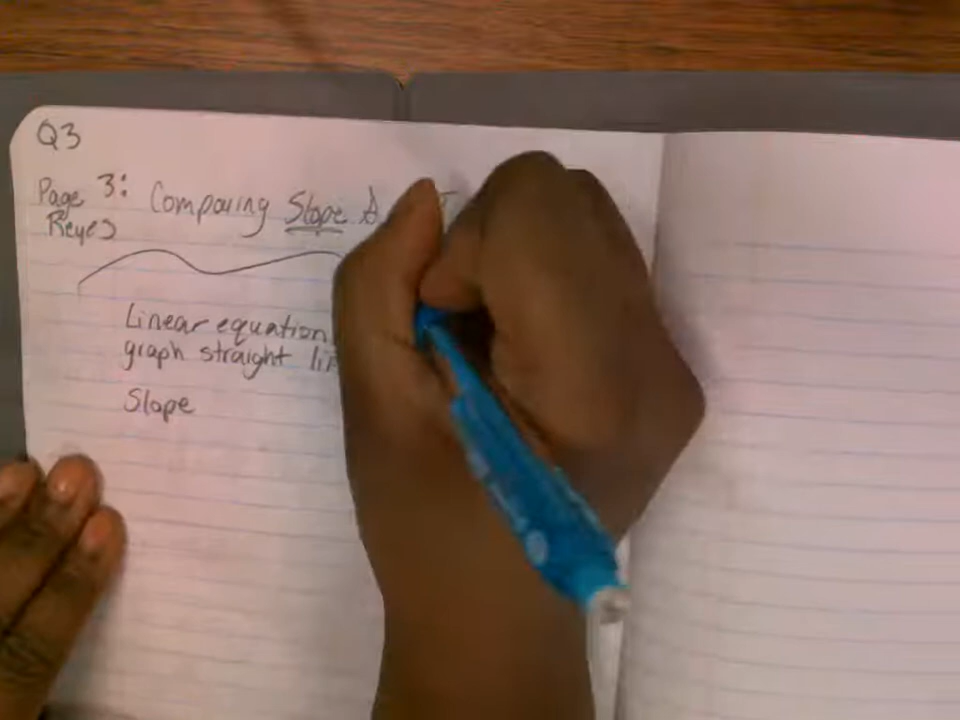 Q3
Page 3: Comparing Slope
Reyes
Linear equation
graph straight
Slope